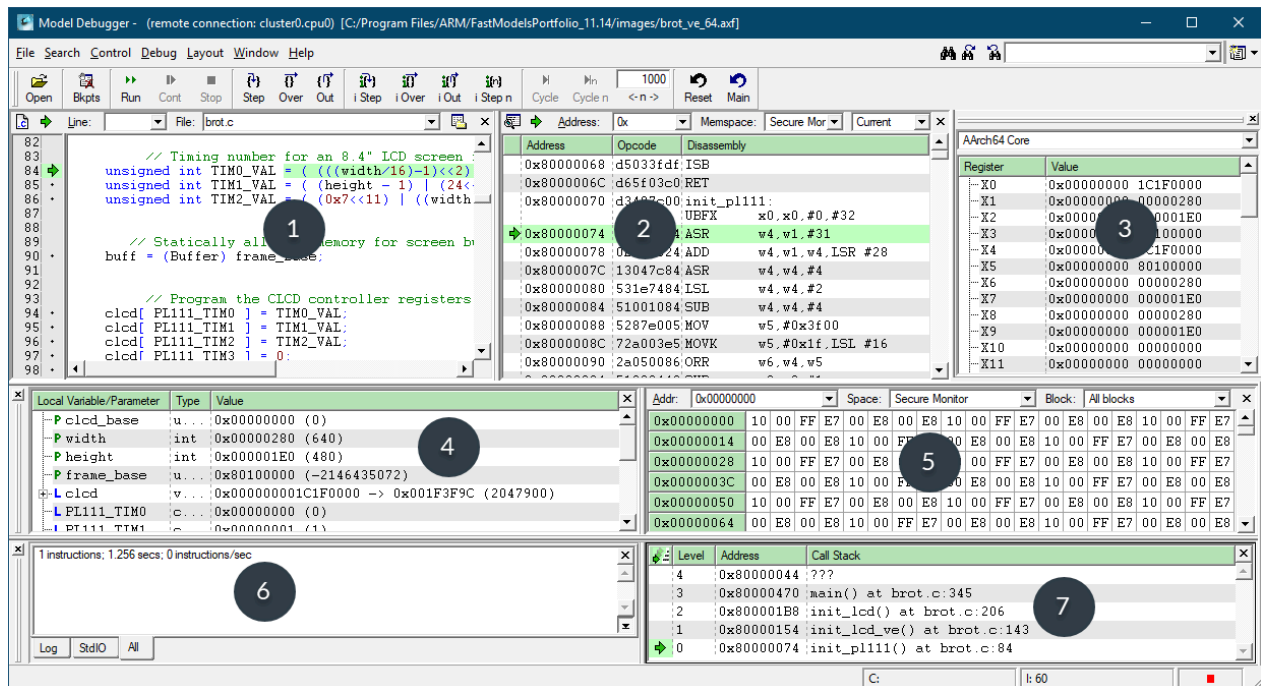 Model Debugger - (remote connection: cluster0.cpu0) [C:/Program Files/ARM/FastModelsPortfolio_11.14/images/brot_ve_64.axf]
File Search Control Debug Layout Window Help
Open Bkpts Run Cont Stop Step Over Out i Step i Over i Out i Step n Cycle Cycle n 1000 <- n -> Reset Main
Line: File: brot.c
82
83 // Timing number for an 8.4" LCD screen
84 unsigned int TIM0_VAL = ( (((width/16)-1)<<2)
85 unsigned int TIM1_VAL = ( (height - 1) | (24<
86 unsigned int TIM2_VAL = ( (0x7<<11) | ((width
87
88
89 // Statically all memory for screen bu
90 buff = (Buffer) frame_base;
91
92
93 // Program the CLCD controller registers
94 clcd[ PL111_TIM0 ] = TIM0_VAL;
95 clcd[ PL111_TIM1 ] = TIM1_VAL;
96 clcd[ PL111_TIM2 ] = TIM2_VAL;
97 clcd[ PL111_TIM3 ] = 0;
98
1
Address: 0x Memspace: Secure Mor Current
Address Opcode Disassembly
0x80000068 d5033fdf ISB
0x8000006C d65f03c0 RET
0x80000070 init_pl111:
UBFX x0,x0,#0,#32
0x80000074 ASR w4,w1,#31
0x80000078 ADD w4,w1,w4,LSR #28
0x8000007C 13047c84 ASR w4,w4,#4
0x80000080 531e7484 LSL w4,w4,#2
0x80000084 51001084 SUB w4,w4,#4
0x80000088 5287e005 MOV w5,#0x3f00
0x8000008C 72a003e5 MOVK w5,#0x1f,LSL #16
0x80000090 2a050086 ORR w6,w4,w5
2
AArch64 Core
Register Value
X0 0x00000000 1C1F0000
X1 00000280
X2 0001E0
X3 100000
X4 1F0000
X5 0x00000000 80100000
X6 0x00000000 00000280
X7 0x00000000 000001E0
X8 0x00000000 00000280
X9 0x00000000 000001E0
X10 0x00000000 00000000
X11 0x00000000 00000000
3
Local Variable/Parameter Type Value
P clcd_base u... 0x00000000 (0)
P width int 0x00000280 (640)
P height int 0x000001E0 (480)
P frame_base u... 0x80100000 (-2146435072)
L clcd v... 0x000000001C1F0000 -> 0x001F3F9C (2047900)
L PL111_TIM0 c... 0x00000000 (0)
L PL111_TIM1 c... 0x00000001 (1)
4
Addr: 0x00000000 Space: Secure Monitor Block: All blocks
0x00000000 10 00 FF E7 00 E8 00 E8 10 00 FF E7 00 E8 00 E8 10 00 FF E7
0x00000014 00 E8 00 E8 10 00 E8 00 E8 10 00 FF E7 00 E8 00 E8
0x00000028 10 00 FF E7 00 E8 00 FF E7 00 E8 00 E8 10 00 FF E7
0x0000003C 00 E8 00 E8 10 00 00 E8 10 00 FF E7 00 E8 00 E8
0x00000050 10 00 FF E7 00 E8 00 E8 10 00 FF E7 00 E8 00 E8 10 00 FF E7
0x00000064 00 E8 00 E8 10 00 FF E7 00 E8 00 E8 10 00 FF E7 00 E8 00 E8
5
1 instructions; 1.256 secs; 0 instructions/sec
6
Log StdIO All
Level Address Call Stack
4 0x80000044 ???
3 0x80000470 main() at brot.c:345
2 0x800001B8 init_lcd() at brot.c:206
1 0x80000154 init_lcd_ve() at brot.c:143
0 0x80000074 init_pl111() at brot.c:84
7
C: I: 60